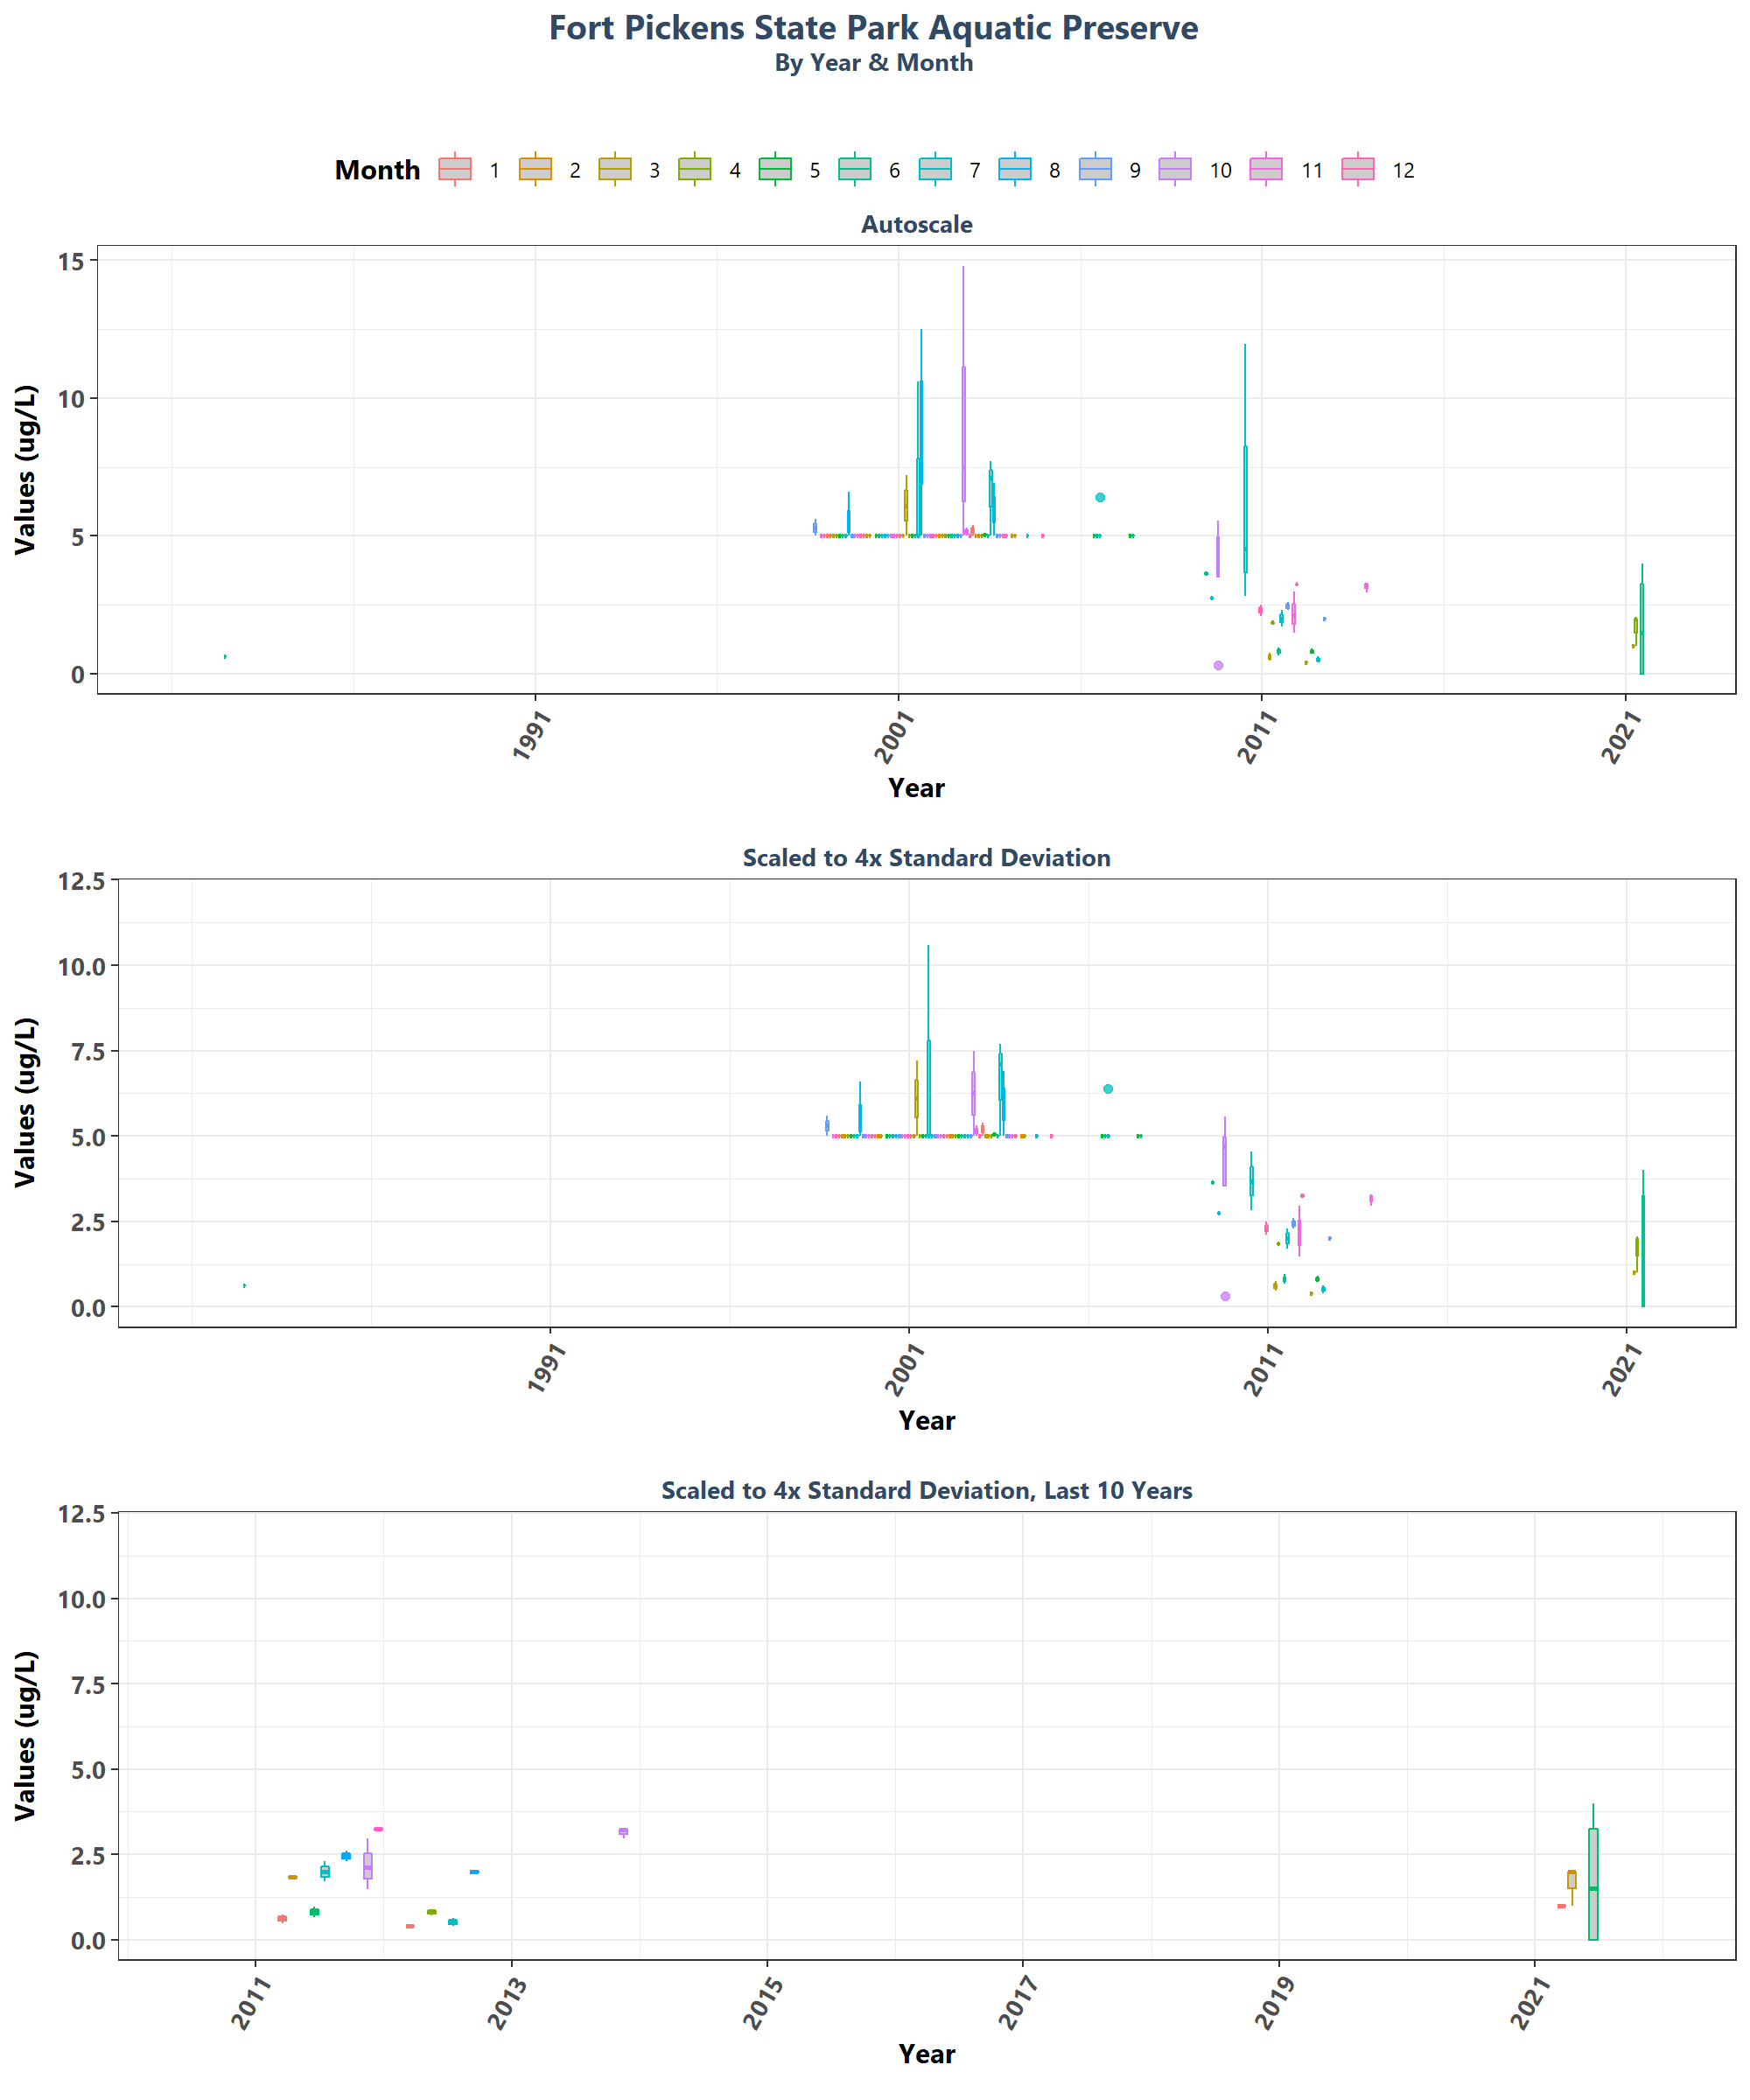 Fort Pickens State Park Aquatic Preserve
By Year & Month
Month 1 2 3 4 5 6 7 8 9 10 11 12
Autoscale
Values (ug/L)
15
10
5
0
1991 2001 2011 2021
Year
Scaled to 4x Standard Deviation
Values (ug/L)
12.5
10.0
7.5
5.0
2.5
0.0
1991 2001 2011 2021
Year
Scaled to 4x Standard Deviation, Last 10 Years
Values (ug/L)
12.5
10.0
7.5
5.0
2.5
0.0
2011 2013 2015 2017 2019 2021
Year